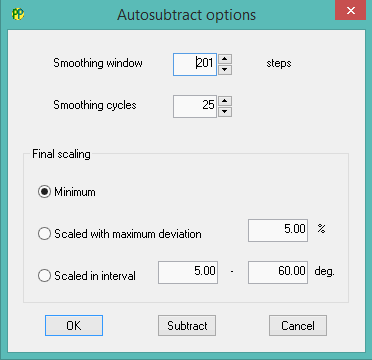 Autosubtract options
Smoothing window 201 steps
Smoothing cycles 25
Final scaling
Minimum
Scaled with maximum deviation 5.00 %
Scaled in interval 5.00 - 60.00 deg.
OK Subtract Cancel